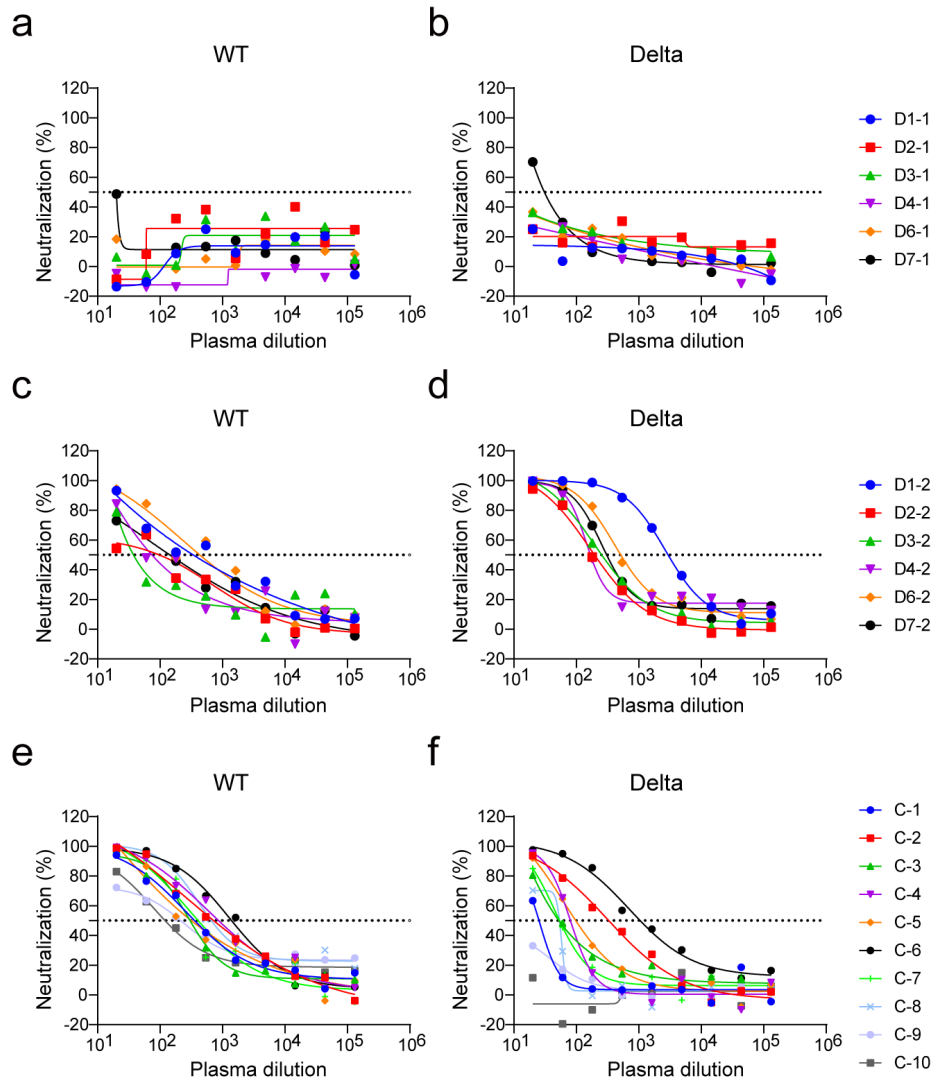 a
WT
120
100
80
60
40
20
0
-20
10^1 10^2 10^3 10^4 10^5 10^6
Neutralization (%)
Plasma dilution
b
Delta
120
100
80
60
40
20
0
-20
10^1 10^2 10^3 10^4 10^5 10^6
Neutralization (%)
Plasma dilution
D1-1
D2-1
D3-1
D4-1
D6-1
D7-1
c
WT
120
100
80
60
40
20
0
-20
10^1 10^2 10^3 10^4 10^5 10^6
Neutralization (%)
Plasma dilution
d
Delta
120
100
80
60
40
20
0
-20
10^1 10^2 10^3 10^4 10^5 10^6
Neutralization (%)
Plasma dilution
D1-2
D2-2
D3-2
D4-2
D6-2
D7-2
e
WT
120
100
80
60
40
20
0
-20
10^1 10^2 10^3 10^4 10^5 10^6
Neutralization (%)
Plasma dilution
f
Delta
120
100
80
60
40
20
0
-20
10^1 10^2 10^3 10^4 10^5 10^6
Neutralization (%)
Plasma dilution
C-1
C-2
C-3
C-4
C-5
C-6
C-7
C-8
C-9
C-10